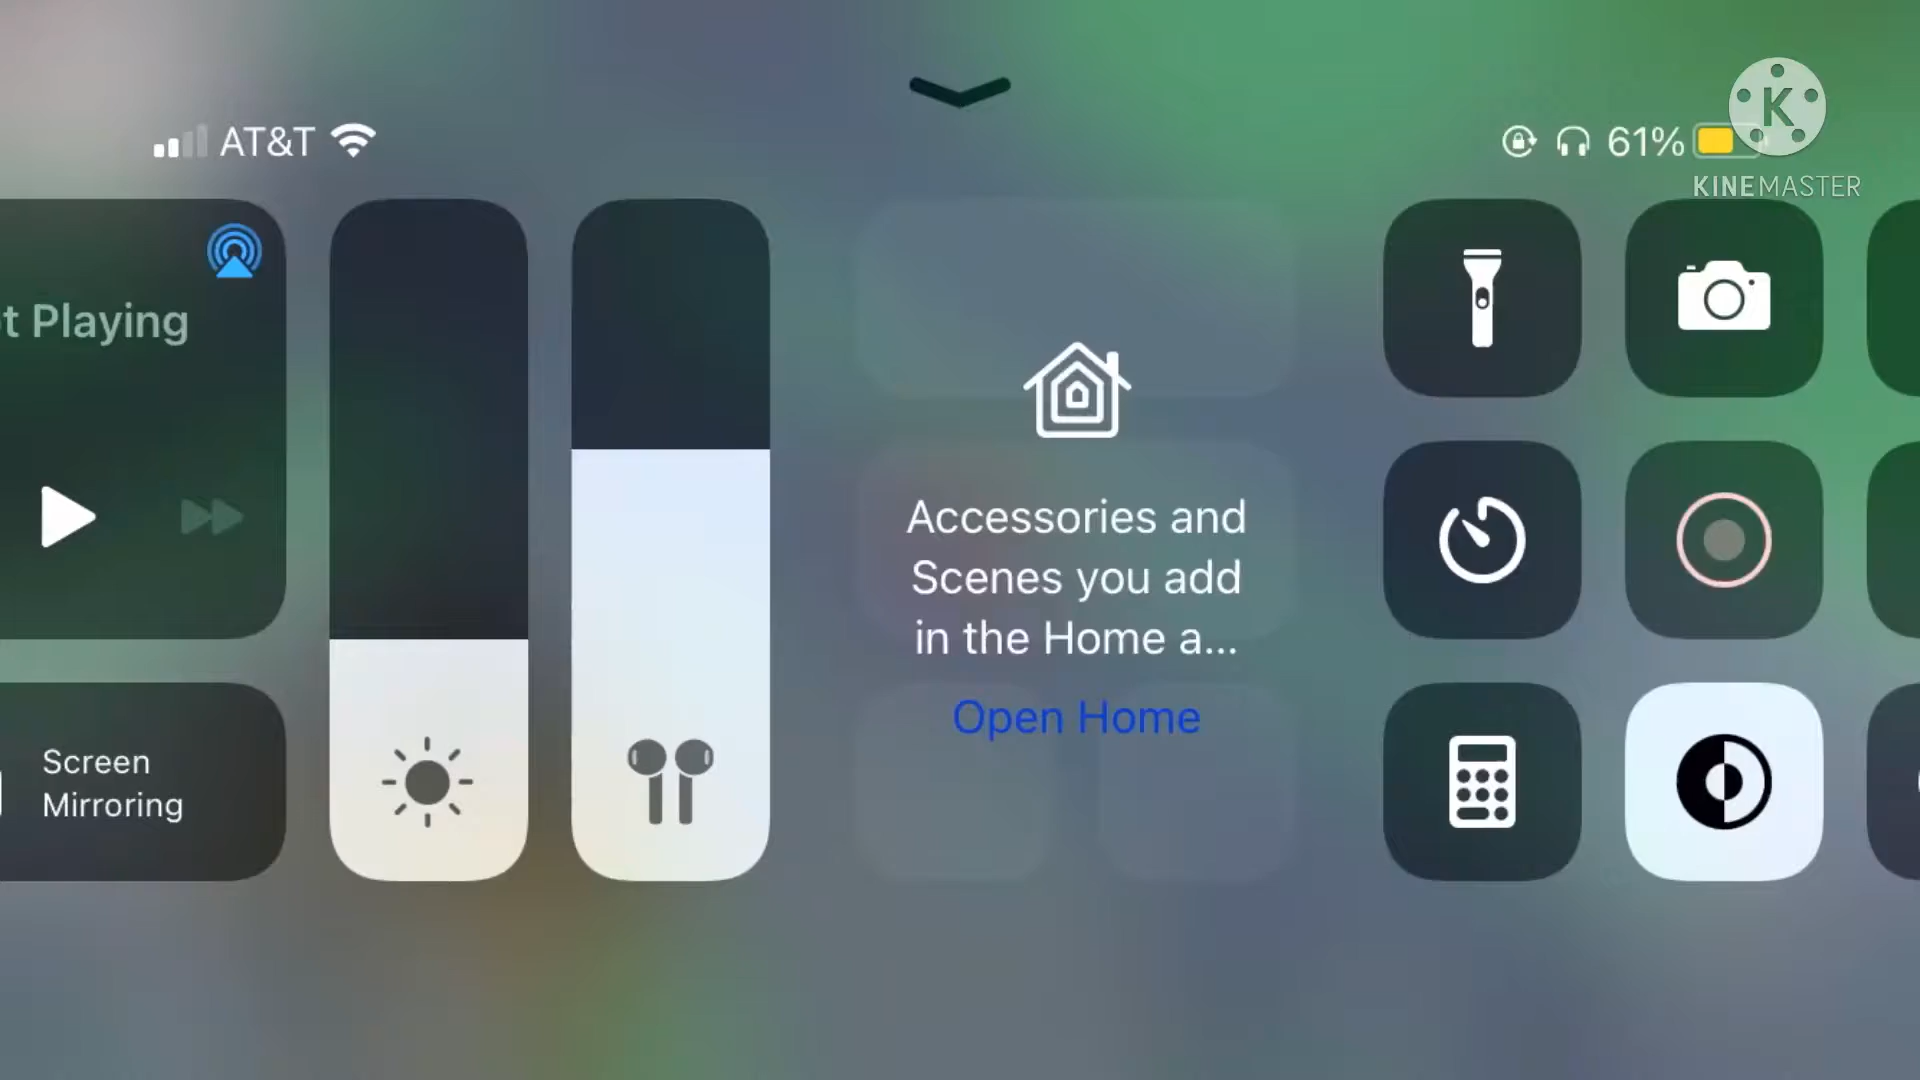 AT&T
61%
K
KINEMASTER
t Playing
Accessories and
Scenes you add
in the Home a...
Open Home
Screen
Mirroring